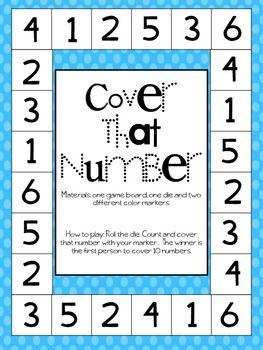 4 1 2 5 3 6
2 3
3 4
1 5
6 2
5 1
2 4
3 5 2 4 1 6
Cover
That
Number
Materials: one game board, one die and two
different color markers.
How to play: Roll the die. Count and cover
that number with your marker. The winner is
the first person to cover 10 numbers.